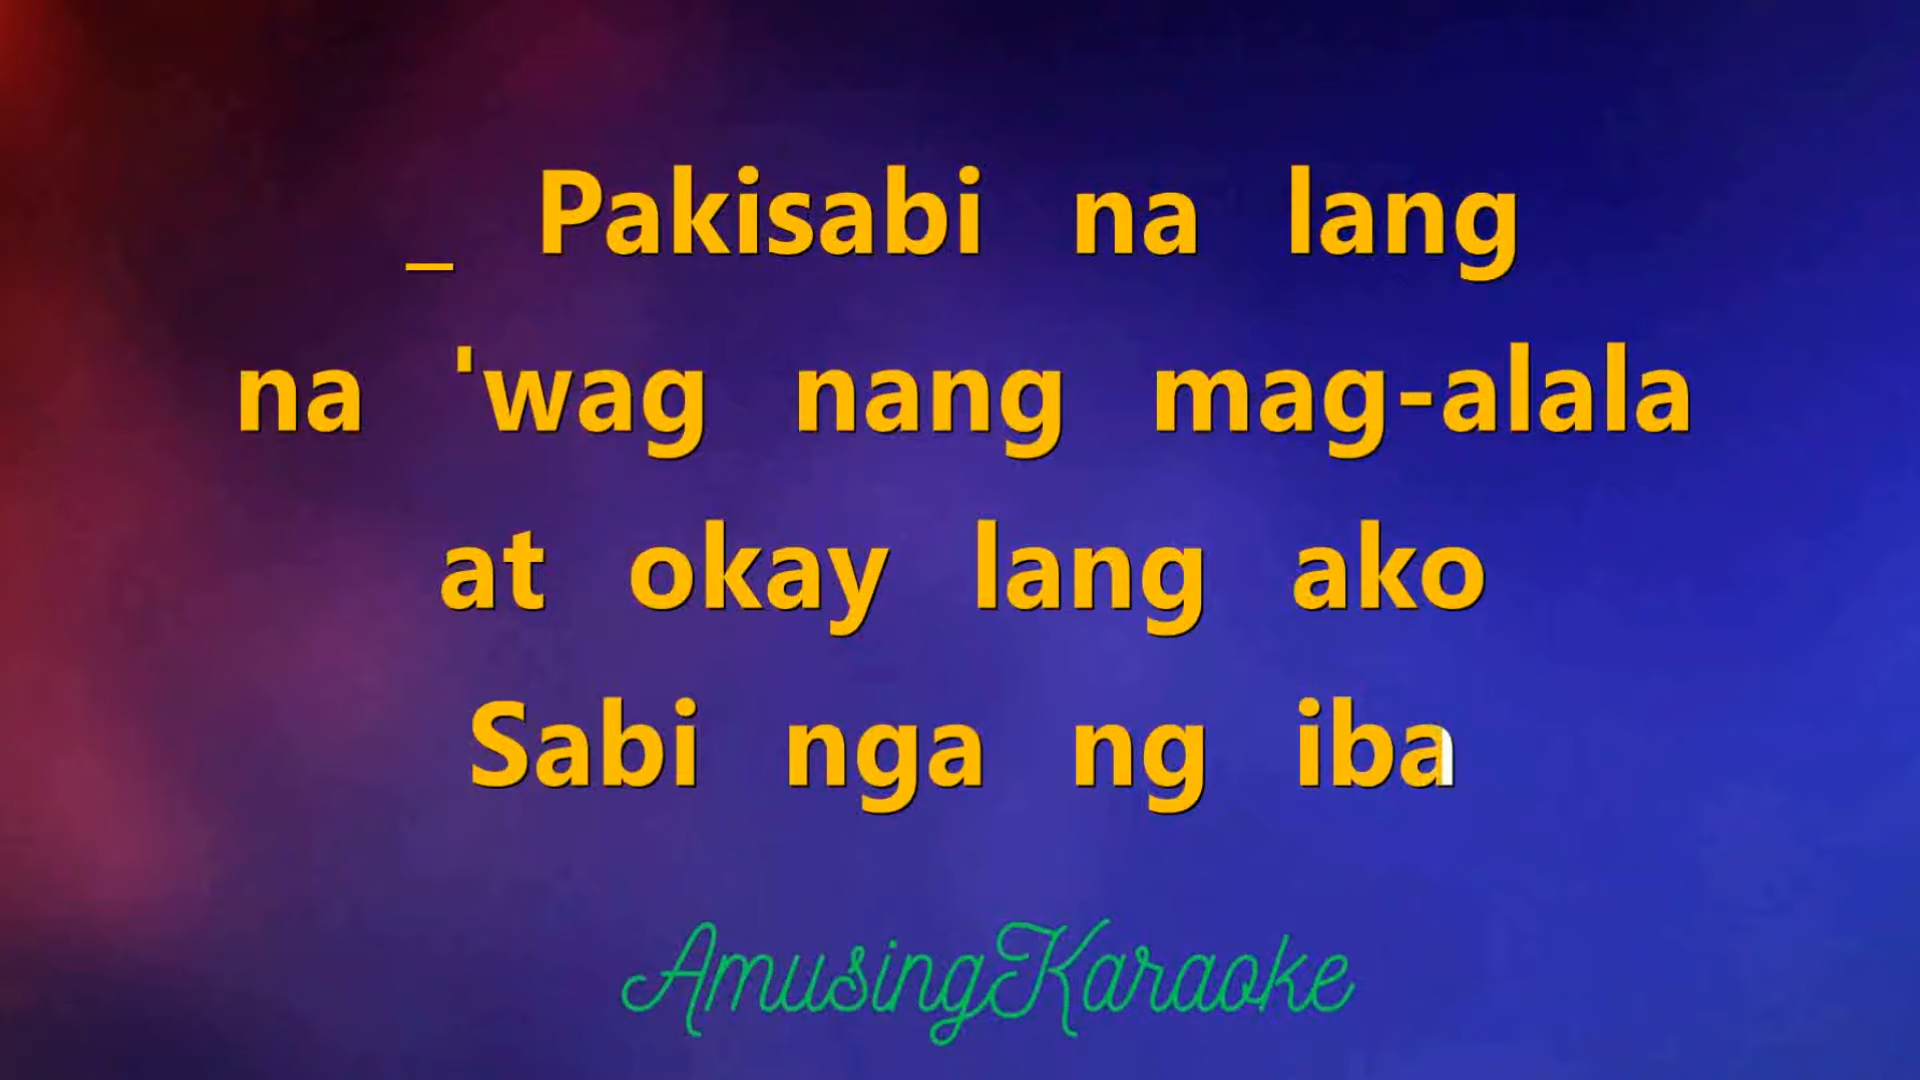 _ Pakisabi na lang
na 'wag nang mag-alala
at okay lang ako
Sabi nga ng iba
AmusingKaraoke